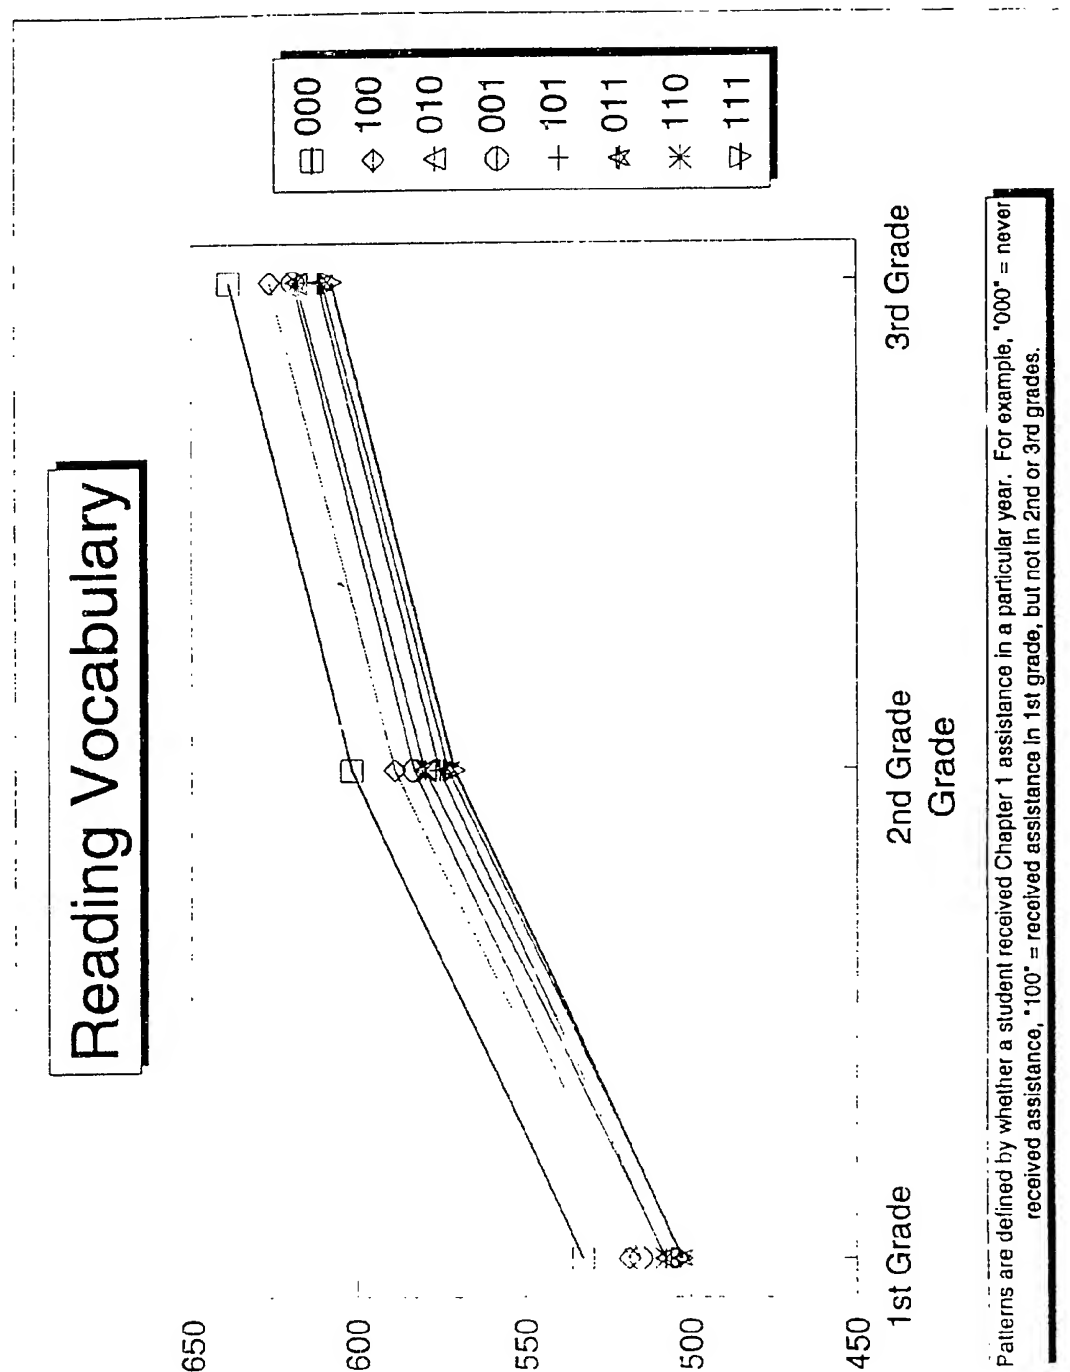 Reading Vocabulary
000
100
010
001
101
011
110
111
650
600
550
500
450
1st Grade
2nd Grade
3rd Grade
Grade
Patterns are defined by whether a student received Chapter 1 assistance in a particular year. For example, "000" = never
received assistance, "100" = received assistance in 1st grade, but not in 2nd or 3rd grades.